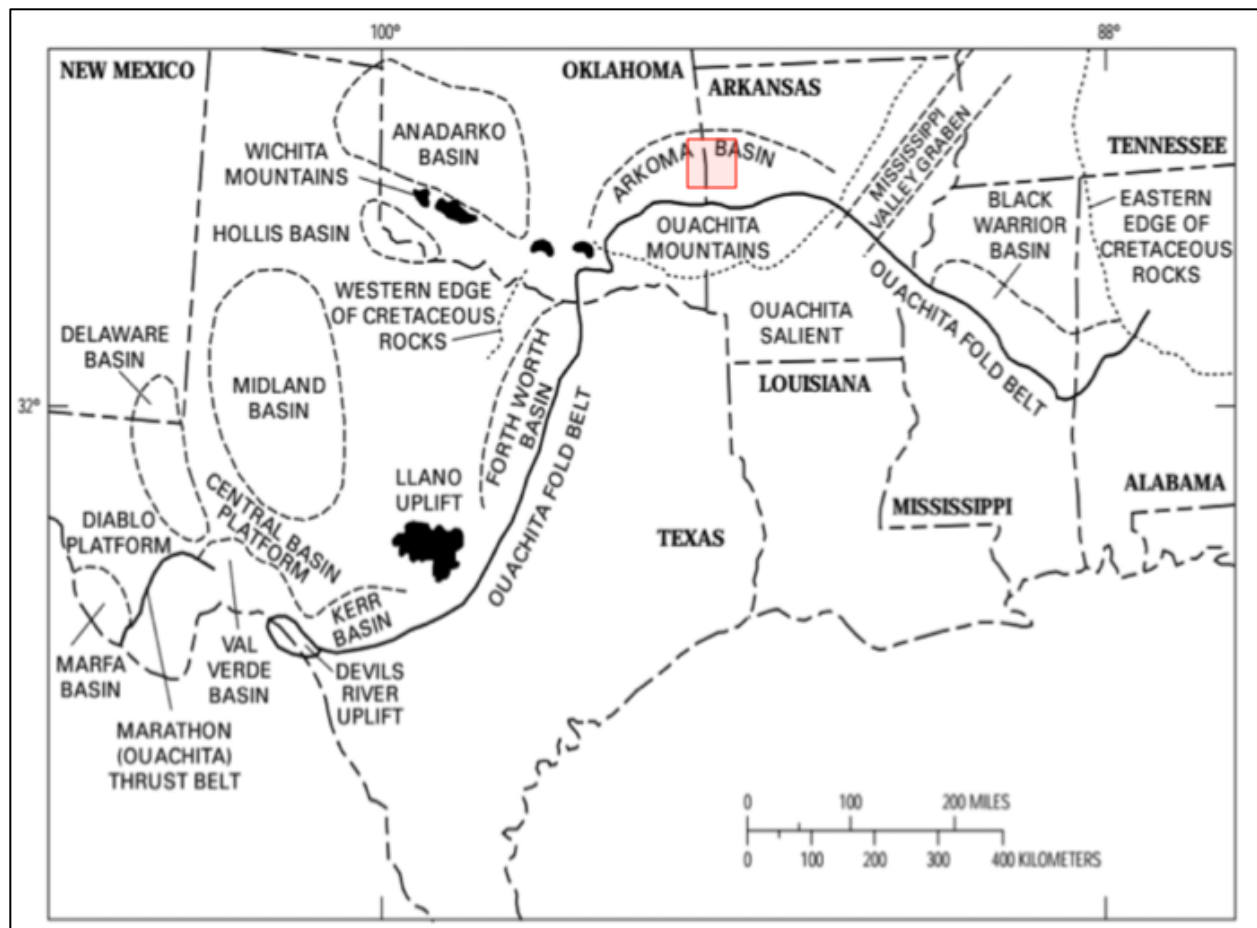 100°
88°
NEW MEXICO
OKLAHOMA
ARKANSAS
ANADARKO
BASIN
WICHITA
MOUNTAINS
HOLLIS BASIN
ARKOMA BASIN
MISSISSIPPI
VALLEY GRABEN
TENNESSEE
BLACK
WARRIOR
BASIN
EASTERN
EDGE OF
CRETACEOUS
ROCKS
OUACHITA
MOUNTAINS
WESTERN EDGE
OF CRETACEOUS
ROCKS
OUACHITA
SALIENT
OUACHITA FOLD BELT
DELAWARE
BASIN
MIDLAND
BASIN
FORTH WORTH
BASIN
LOUISIANA
32°
OUACHITA FOLD BELT
LLANO
UPLIFT
CENTRAL BASIN
PLATFORM
DIABLO
PLATFORM
TEXAS
MISSISSIPPI
ALABAMA
KERR
BASIN
MARFA
BASIN
VAL
VERDE
BASIN
DEVILS
RIVER
UPLIFT
MARATHON
(OUACHITA)
THRUST BELT
0 100 200 MILES
0 100 200 300 400 KILOMETERS